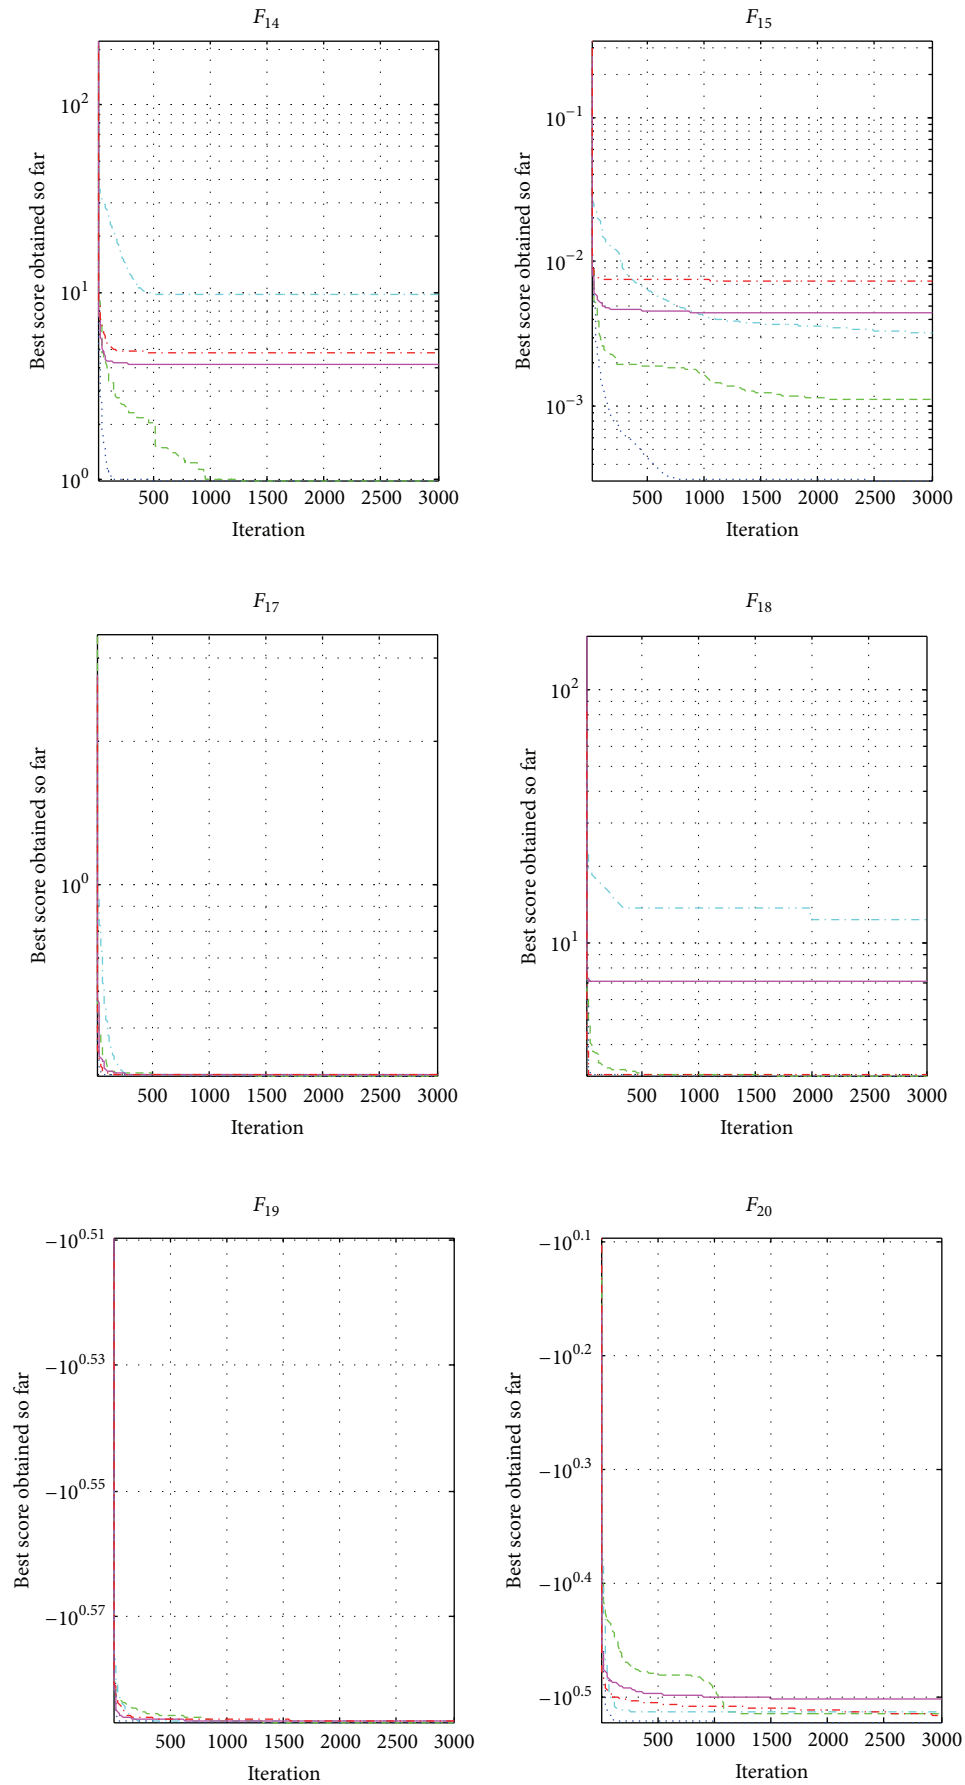 F14
Best score obtained so far
10^2
10^1
10^0
500 1000 1500 2000 2500 3000
Iteration
F15
Best score obtained so far
10^−1
10^−2
10^−3
500 1000 1500 2000 2500 3000
Iteration
F17
Best score obtained so far
10^0
500 1000 1500 2000 2500 3000
Iteration
F18
Best score obtained so far
10^2
10^1
500 1000 1500 2000 2500 3000
Iteration
F19
Best score obtained so far
−10^0.51
−10^0.53
−10^0.55
−10^0.57
500 1000 1500 2000 2500 3000
Iteration
F20
Best score obtained so far
−10^0.1
−10^0.2
−10^0.3
−10^0.4
−10^0.5
500 1000 1500 2000 2500 3000
Iteration